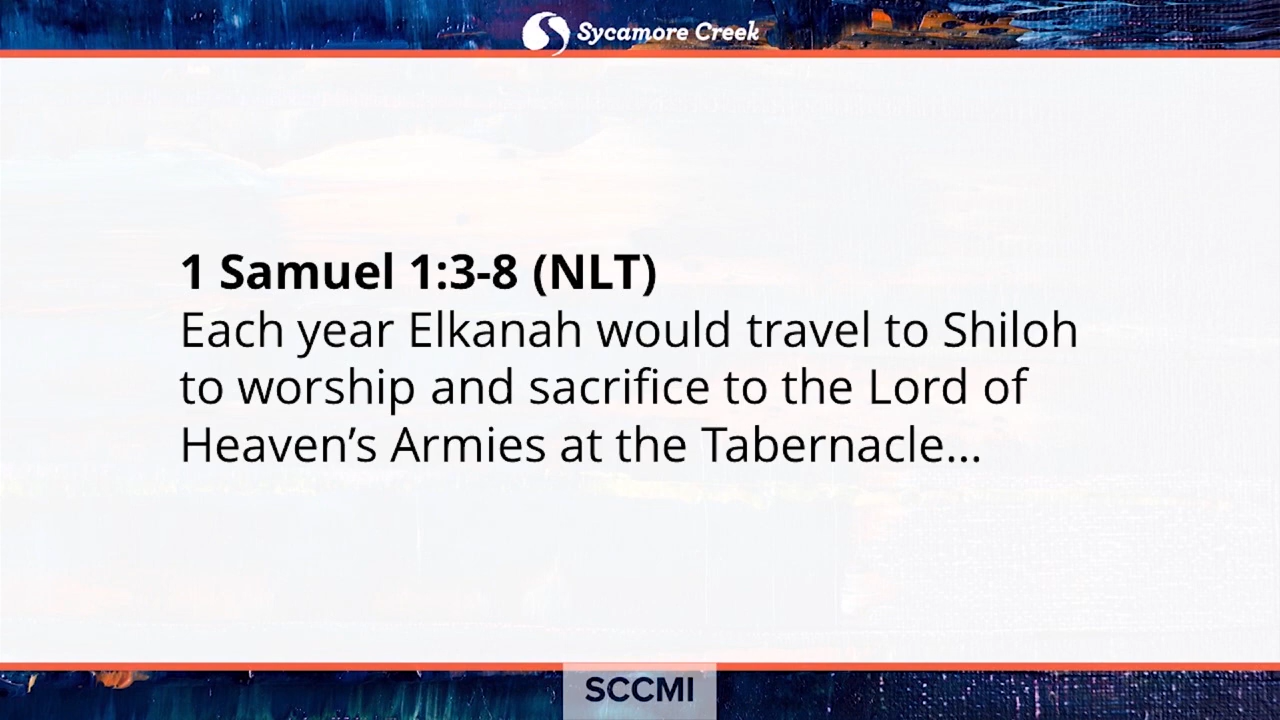 Sycamore Creek
1 Samuel 1:3-8 (NLT)
Each year Elkanah would travel to Shiloh
to worship and sacrifice to the Lord of
Heaven’s Armies at the Tabernacle...
SCCMI